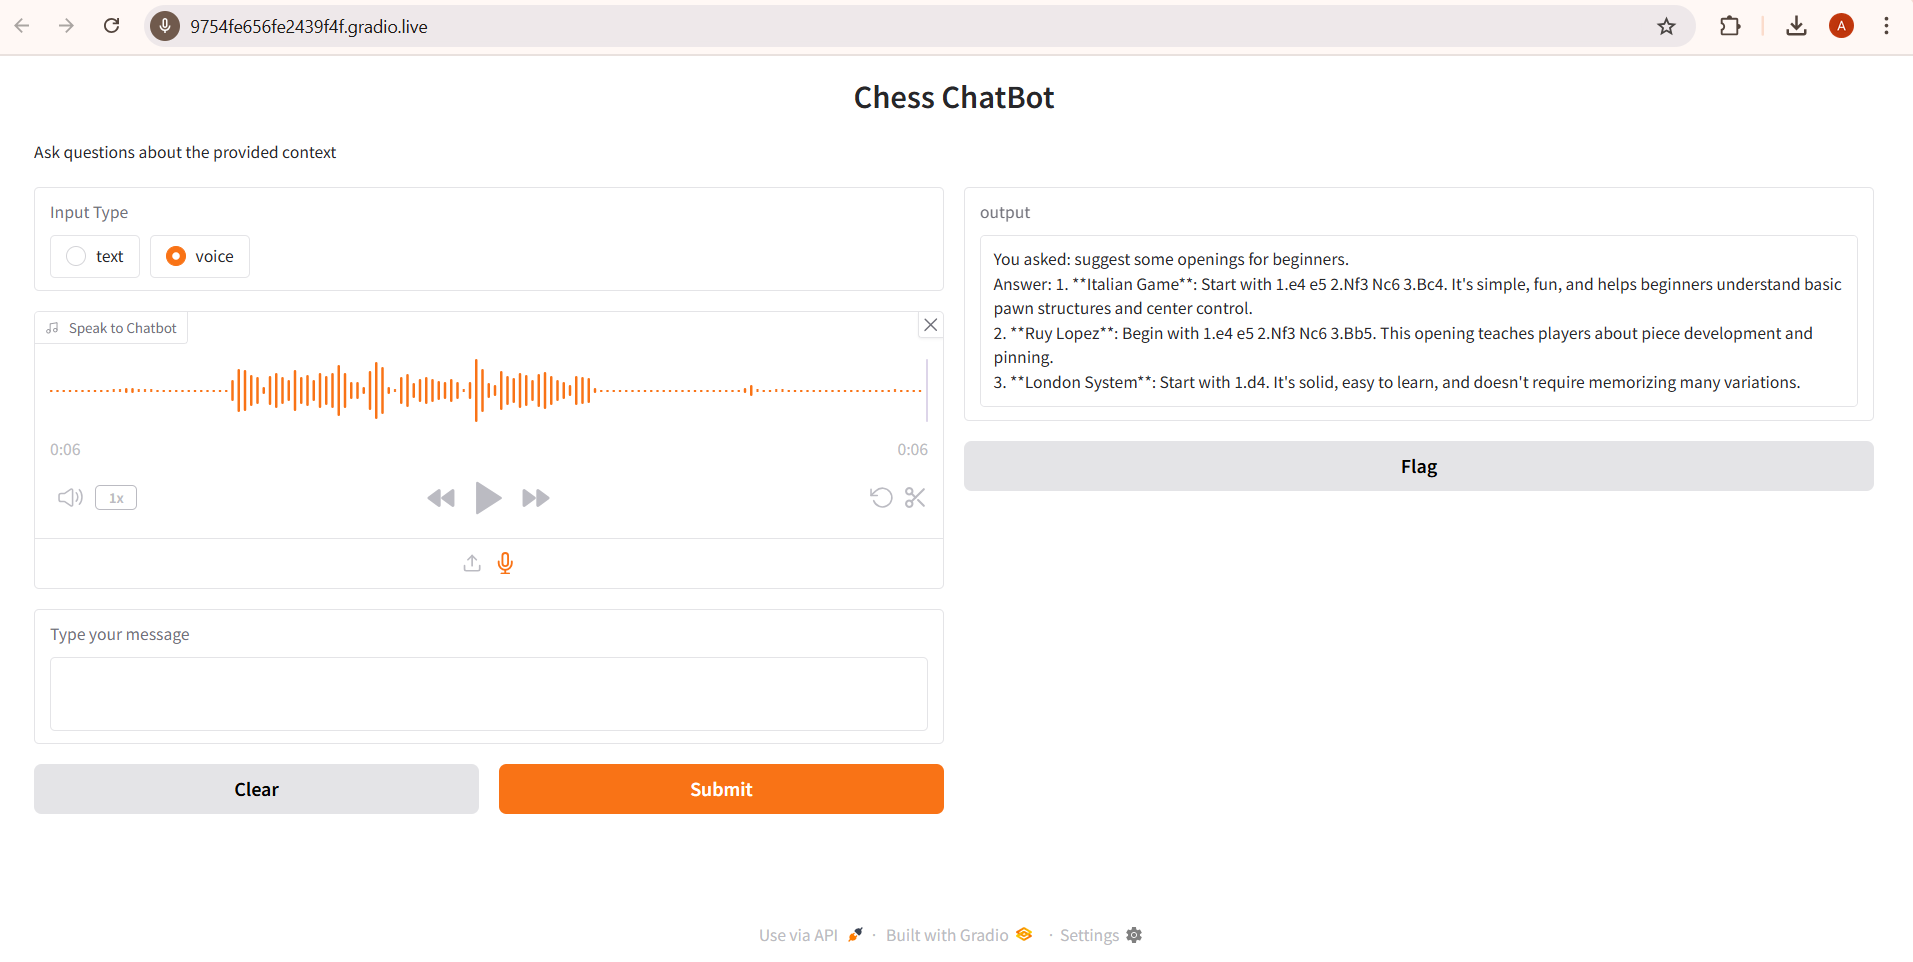 9754fe656fe2439f4f.gradio.live
A
Chess ChatBot
Ask questions about the provided context
Input Type
text
voice
Speak to Chatbot
0:06
0:06
1x
Type your message
Clear
Submit
output
You asked: suggest some openings for beginners.
Answer: 1. **Italian Game**: Start with 1.e4 e5 2.Nf3 Nc6 3.Bc4. It's simple, fun, and helps beginners understand basic
pawn structures and center control.
2. **Ruy Lopez**: Begin with 1.e4 e5 2.Nf3 Nc6 3.Bb5. This opening teaches players about piece development and
pinning.
3. **London System**: Start with 1.d4. It's solid, easy to learn, and doesn't require memorizing many variations.
Flag
Use via API · Built with Gradio · Settings